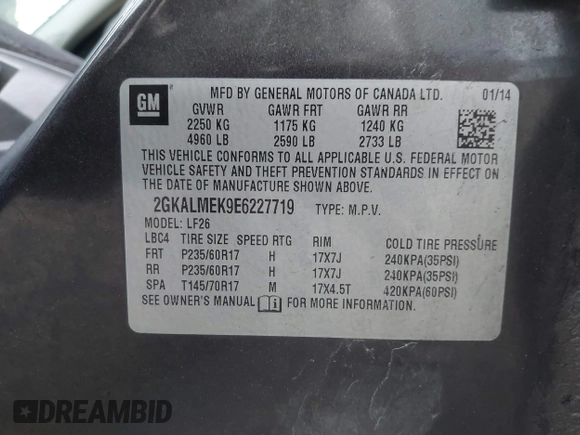 GM
MFD BY GENERAL MOTORS OF CANADA LTD. 01/14
GVWR GAWR FRT GAWR RR
2250 KG 1175 KG 1240 KG
4960 LB 2590 LB 2733 LB
THIS VEHICLE CONFORMS TO ALL APPLICABLE U.S. FEDERAL MOTOR
VEHICLE SAFETY AND THEFT PREVENTION STANDARDS IN EFFECT ON
THE DATE OF MANUFACTURE SHOWN ABOVE.
2GKALMEK9E6227719 TYPE: M.P.V.
MODEL: LF26
LBC4 TIRE SIZE SPEED RTG RIM COLD TIRE PRESSURE
FRT P235/60R17 H 17X7J 240KPA(35PSI)
RR P235/60R17 H 17X7J 240KPA(35PSI)
SPA T145/70R17 M 17X4.5T 420KPA(60PSI)
SEE OWNER'S MANUAL FOR MORE INFORMATION.
DREAMBID